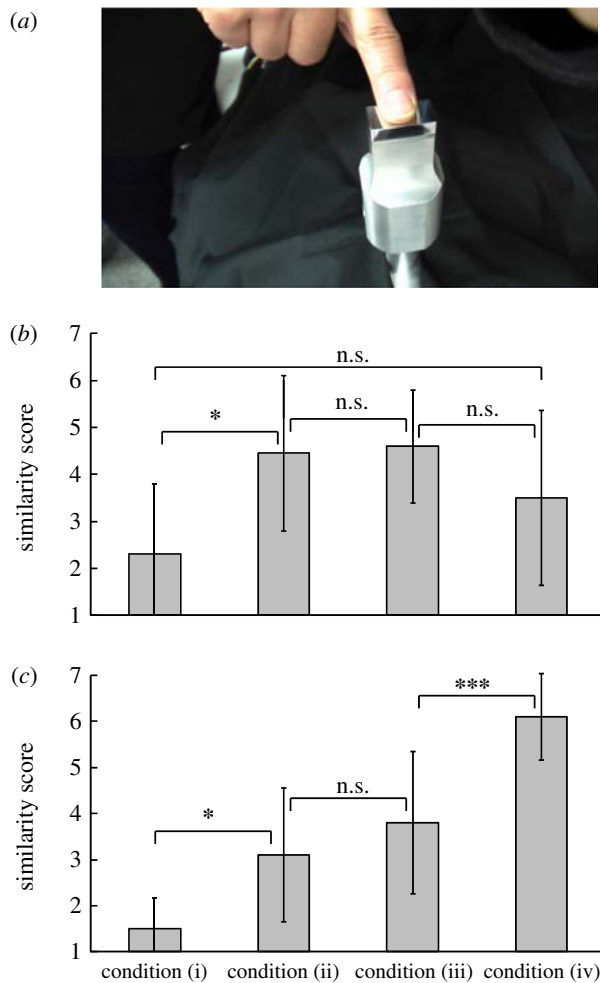 (a)
(b)
7
6
5
4
3
2
1
similarity score
n.s.
*
n.s.
n.s.
(c)
7
6
5
4
3
2
1
similarity score
*
n.s.
***
condition (i) condition (ii) condition (iii) condition (iv)